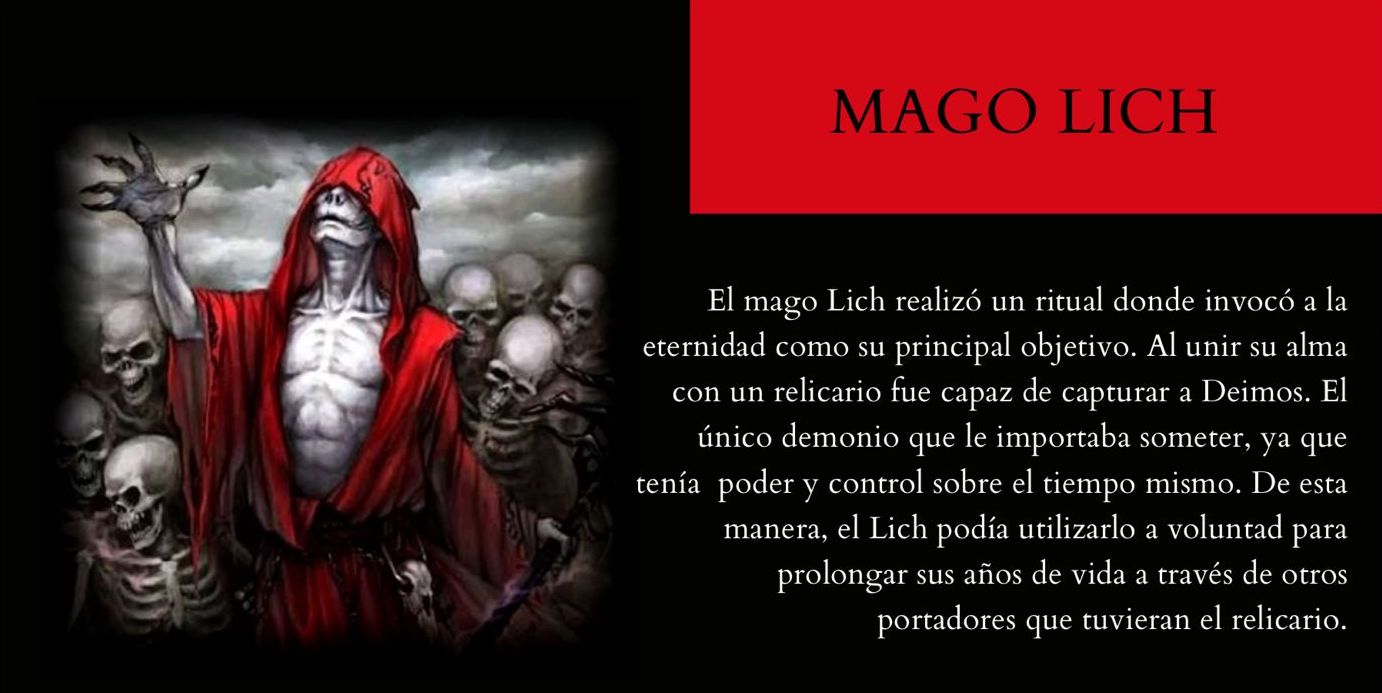 MAGO LICH
El mago Lich realizó un ritual donde invocó a la
eternidad como su principal objetivo. Al unir su alma
con un relicario fue capaz de capturar a Deimos. El
único demonio que le importaba someter, ya que
tenía  poder y control sobre el tiempo mismo. De esta
manera, el Lich podía utilizarlo a voluntad para
prolongar sus años de vida a través de otros
portadores que tuvieran el relicario.